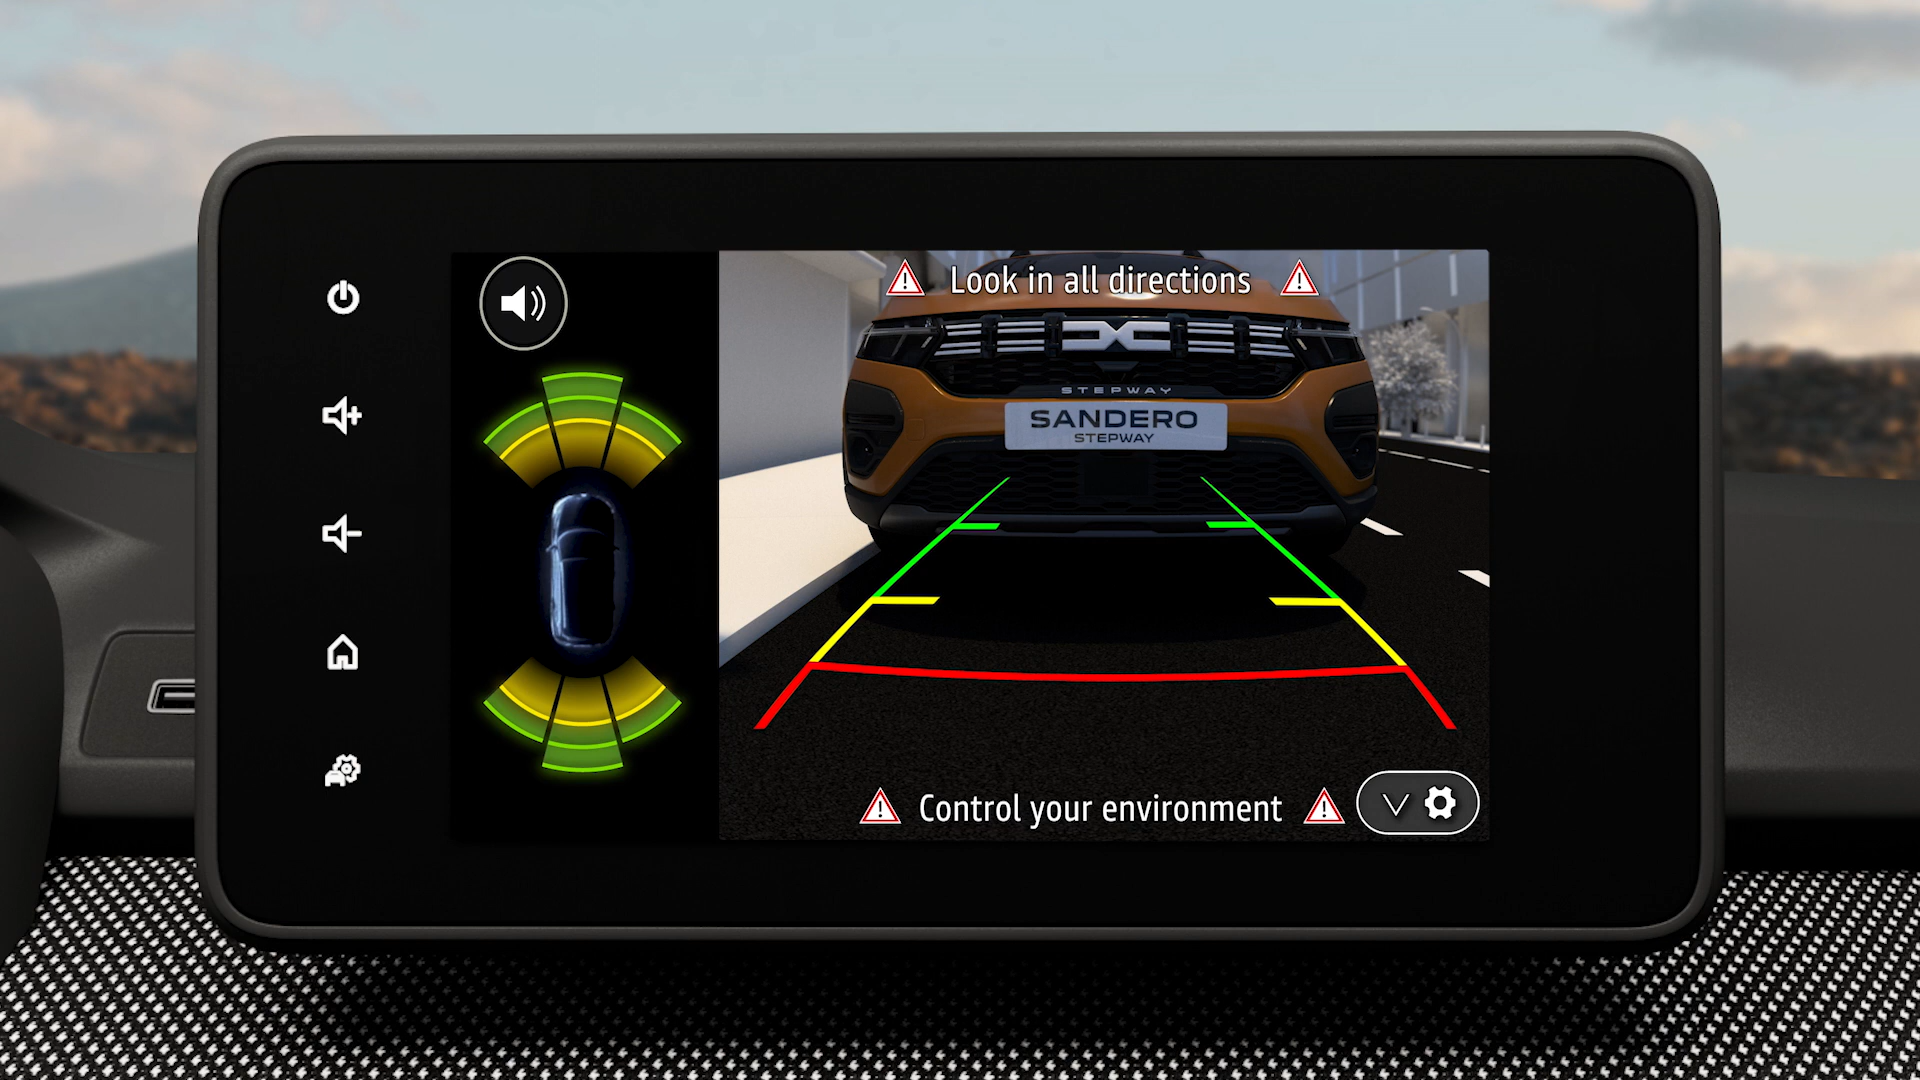 Look in all directions
STEPWAY
SANDERO
STEPWAY
Control your environment